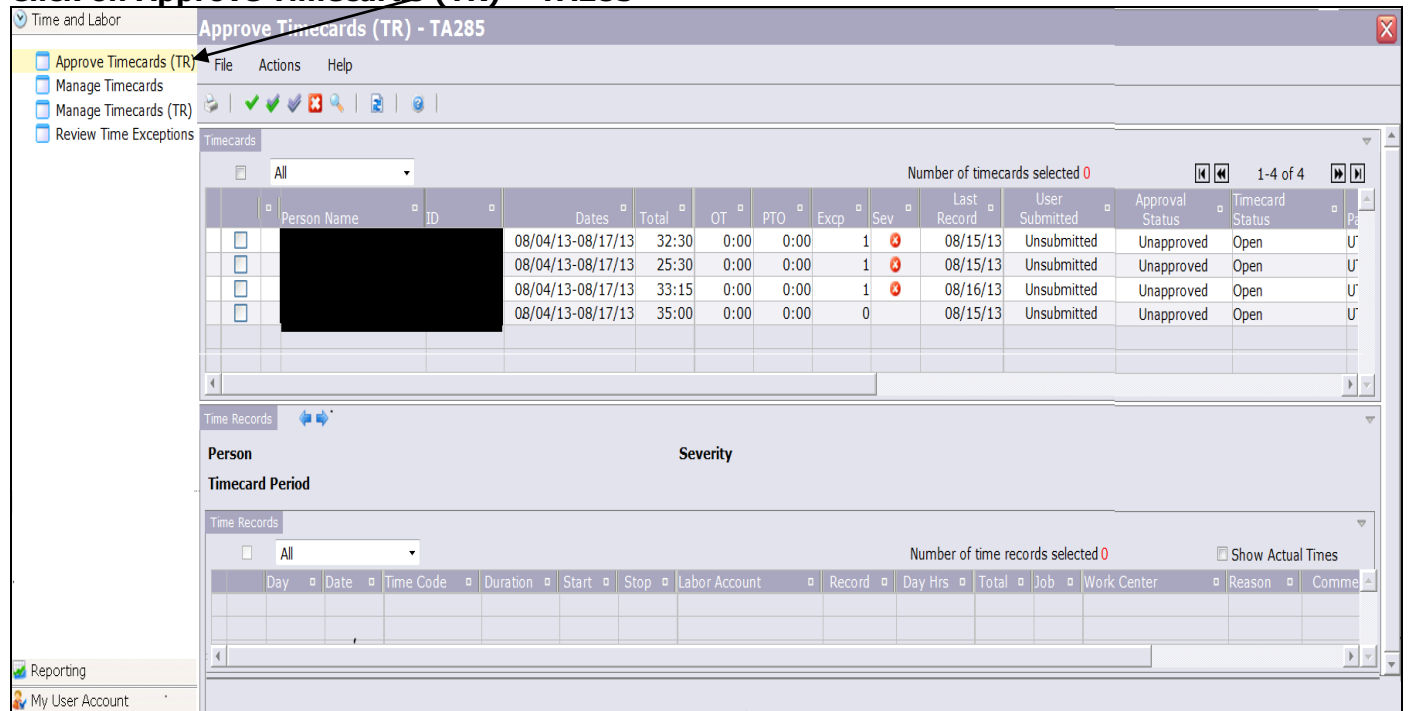 Click on Approve Timecards (TR) - TA285
Time and Labor
Approve Timecards (TR)
Manage Timecards
Manage Timecards (TR)
Review Time Exceptions
Reporting
My User Account
Approve Timecards (TR) - TA285
File Actions Help
Timecards
All Number of timecards selected 0 1-4 of 4
Person Name ID Dates Total OT PTO Excp Sev Last Record User Submitted Approval Status Timecard Status
08/04/13-08/17/13 32:30 0:00 0:00 1 08/15/13 Unsubmitted Unapproved Open
08/04/13-08/17/13 25:30 0:00 0:00 1 08/15/13 Unsubmitted Unapproved Open
08/04/13-08/17/13 33:15 0:00 0:00 1 08/16/13 Unsubmitted Unapproved Open
08/04/13-08/17/13 35:00 0:00 0:00 0 08/15/13 Unsubmitted Unapproved Open
Time Records
Person Severity
Timecard Period
Time Records
All Number of time records selected 0 Show Actual Times
Day Date Time Code Duration Start Stop Labor Account Record Day Hrs Total Job Work Center Reason Comme